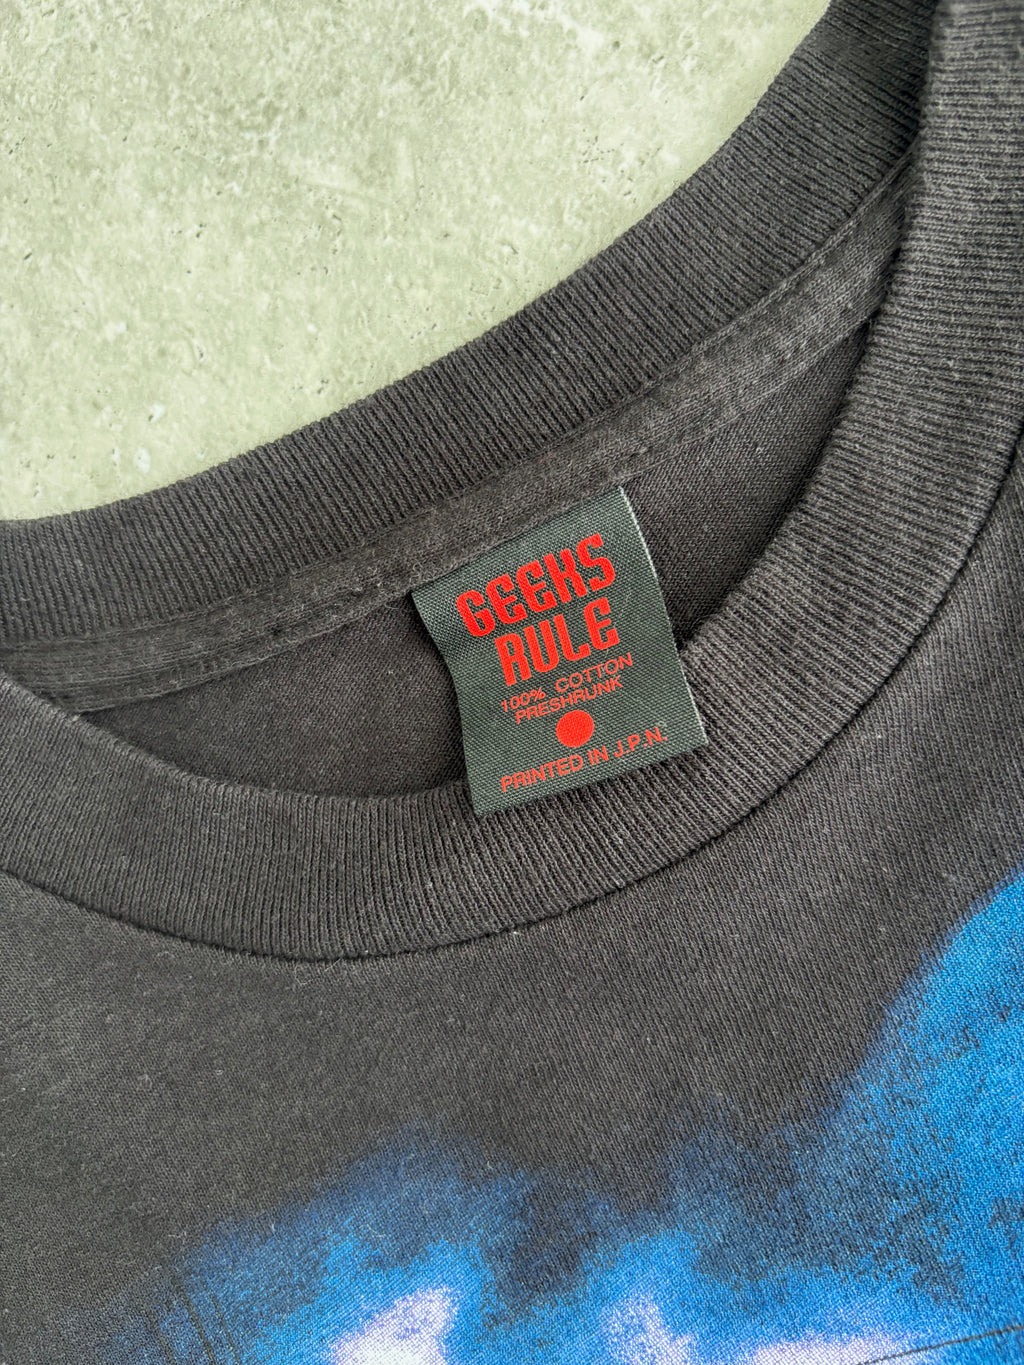 GEEKS
RULE
100% COTTON
PRESHRUNK
PRINTED IN J.P.N.